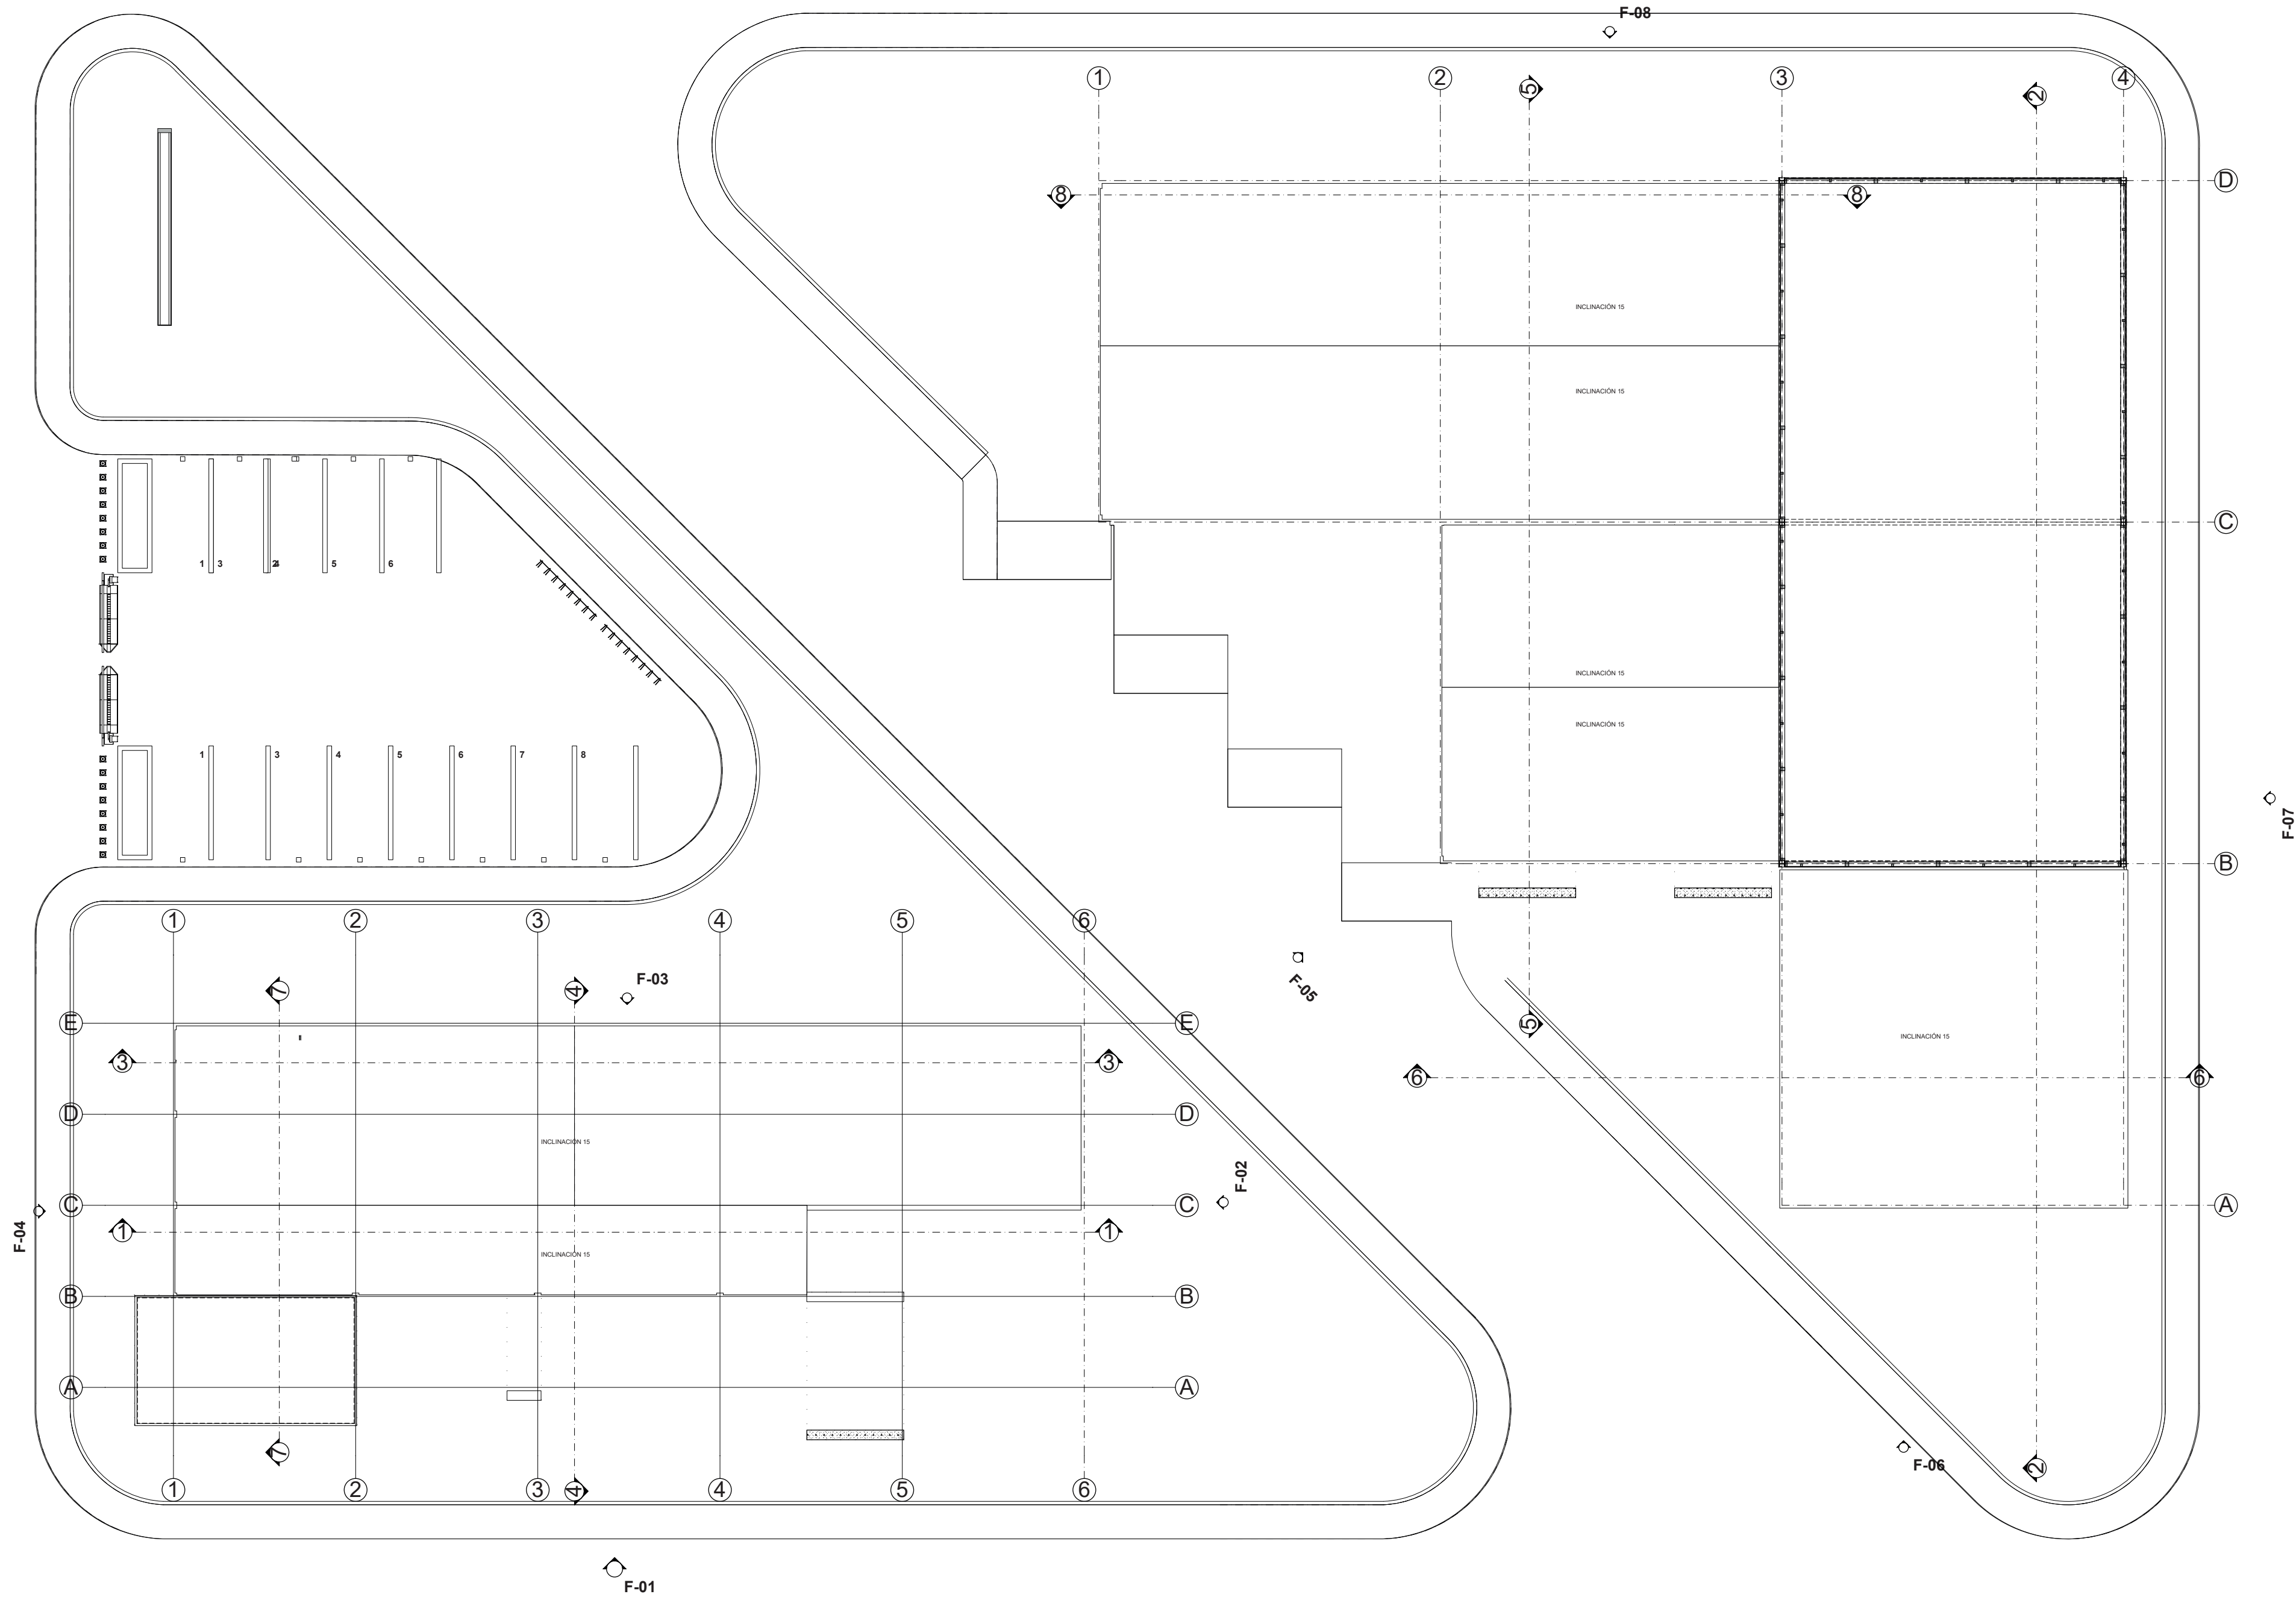 F-08
1 2 5 3 2 4
D
8 8
INCLINACIÓN 15
INCLINACIÓN 15
C
1 3 2 4 5 6
INCLINACIÓN 15
INCLINACIÓN 15
1 3 4 5 6 7 8
F-07
B
1 2 3 4 5 6
7 4
F-03
F-05
E E
5
INCLINACIÓN 15
3 3
6 6
D D
INCLINACIÓN 15
F-02
C C
A
F-04
1 1
INCLINACIÓN 15
B B
A A
7
F-06
2
1 2 3 4 4 5 6
F-01